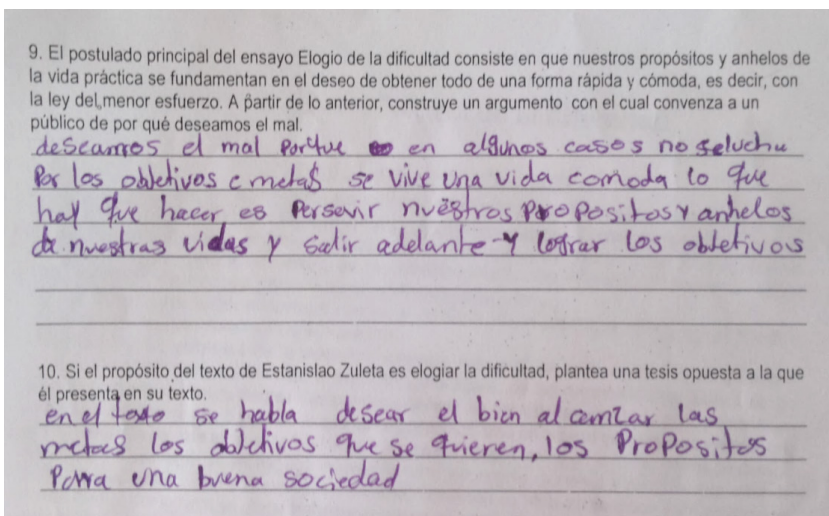 9. El postulado principal del ensayo Elogio de la dificultad consiste en que nuestros propósitos y anhelos de
la vida práctica se fundamentan en el deseo de obtener todo de una forma rápida y cómoda, es decir, con
la ley del menor esfuerzo. A partir de lo anterior, construye un argumento con el cual convenza a un
público de por qué deseamos el mal.
deseamos el mal Porque en algunos casos no se lucha
Por los objetivos e metas se vive una vida comoda lo que
hay que hacer es Persevir nuestros Propositos y anhelos
de nuestras vidas y salir adelante y lograr los objetivos
10. Si el propósito del texto de Estanislao Zuleta es elogiar la dificultad, plantea una tesis opuesta a la que
él presenta en su texto.
en el se habla desear el bien alcanzar las
metas los objetivos que se quieren, los Propositos
Para una buena sociedad